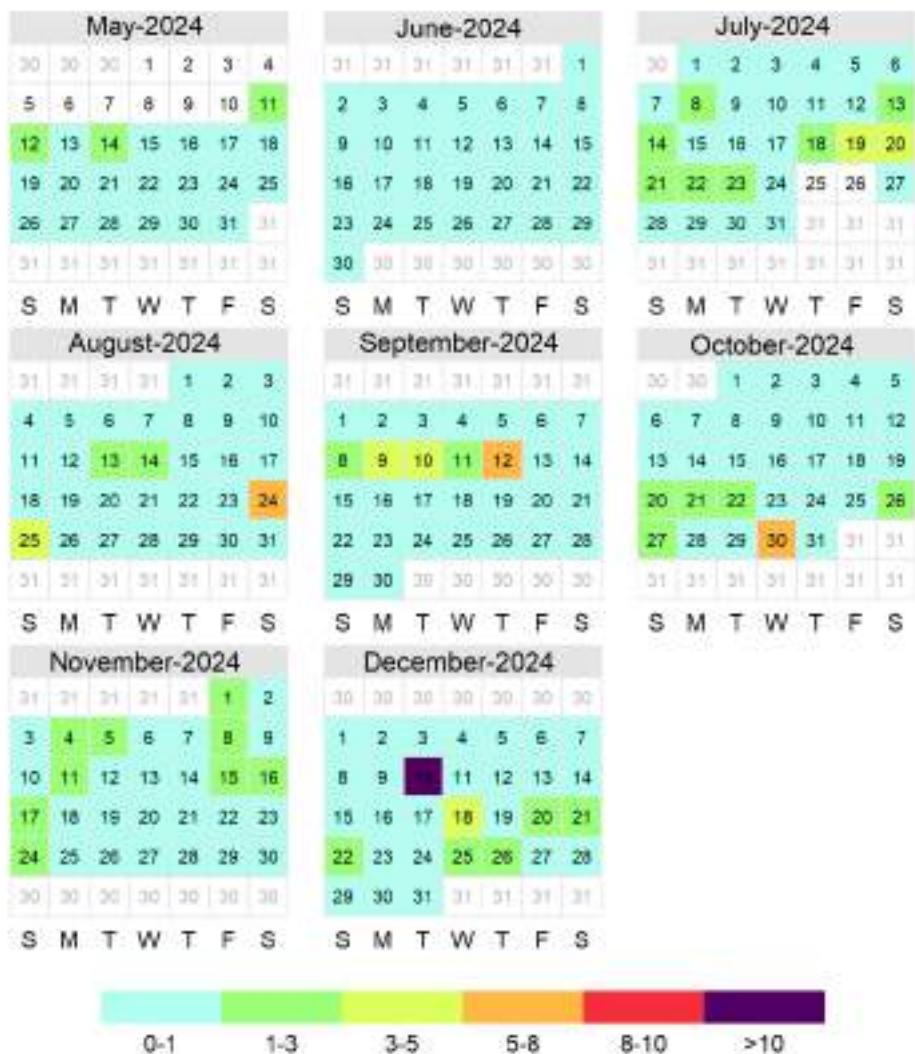 May-2024
30 30 30 1 2 3 4
5 6 7 8 9 10 11
12 13 14 15 16 17 18
19 20 21 22 23 24 25
26 27 28 29 30 31 31
31 31 31 31 31 31 31
S M T W T F S
June-2024
31 31 31 31 31 31 1
2 3 4 5 6 7 8
9 10 11 12 13 14 15
16 17 18 19 20 21 22
23 24 25 26 27 28 29
30 30 30 30 30 30 30
S M T W T F S
July-2024
30 1 2 3 4 5 6
7 8 9 10 11 12 13
14 15 16 17 18 19 20
21 22 23 24 25 26 27
28 29 30 31 31 31 31
31 31 31 31 31 31 31
S M T W T F S
August-2024
31 31 31 31 1 2 3
4 5 6 7 8 9 10
11 12 13 14 15 16 17
18 19 20 21 22 23 24
25 26 27 28 29 30 31
31 31 31 31 31 31 31
S M T W T F S
September-2024
31 31 31 31 31 31 31
1 2 3 4 5 6 7
8 9 10 11 12 13 14
15 16 17 18 19 20 21
22 23 24 25 26 27 28
29 30 30 30 30 30 30
S M T W T F S
October-2024
30 30 1 2 3 4 5
6 7 8 9 10 11 12
13 14 15 16 17 18 19
20 21 22 23 24 25 26
27 28 29 30 31 31 31
31 31 31 31 31 31 31
S M T W T F S
November-2024
31 31 31 31 31 1 2
3 4 5 6 7 8 9
10 11 12 13 14 15 16
17 18 19 20 21 22 23
24 25 26 27 28 29 30
30 30 30 30 30 30 30
S M T W T F S
December-2024
30 30 30 30 30 30 30
1 2 3 4 5 6 7
8 9 10 11 12 13 14
15 16 17 18 19 20 21
22 23 24 25 26 27 28
29 30 31 31 31 31 31
S M T W T F S
0-1 1-3 3-5 5-8 8-10 >10